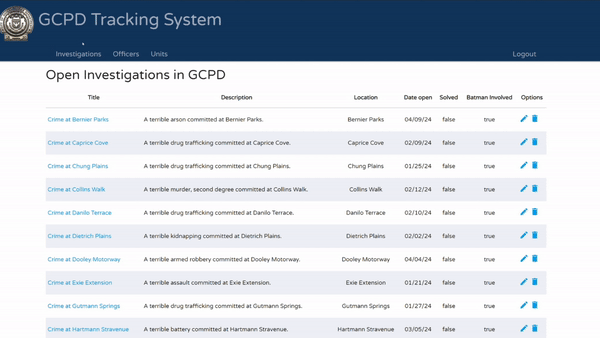 GCPD Tracking System
Investigations Officers Units Logout
Open Investigations in GCPD
Title Description Location Date open Solved Batman Involved Options
Crime at Bernier Parks A terrible arson committed at Bernier Parks. Bernier Parks 04/09/24 false true
Crime at Caprice Cove A terrible drug trafficking committed at Caprice Cove. Caprice Cove 02/09/24 false true
Crime at Chung Plains A terrible drug trafficking committed at Chung Plains. Chung Plains 01/25/24 false true
Crime at Collins Walk A terrible murder, second degree committed at Collins Walk. Collins Walk 02/12/24 false true
Crime at Danilo Terrace A terrible drug trafficking committed at Danilo Terrace. Danilo Terrace 02/10/24 false true
Crime at Dietrich Plains A terrible kidnapping committed at Dietrich Plains. Dietrich Plains 02/02/24 false true
Crime at Dooley Motorway A terrible armed robbery committed at Dooley Motorway. Dooley Motorway 04/04/24 false true
Crime at Exie Extension A terrible assault committed at Exie Extension. Exie Extension 01/21/24 false true
Crime at Gutmann Springs A terrible drug trafficking committed at Gutmann Springs. Gutmann Springs 01/27/24 false true
Crime at Hartmann Stravenue A terrible battery committed at Hartmann Stravenue. Hartmann Stravenue 03/05/24 false true